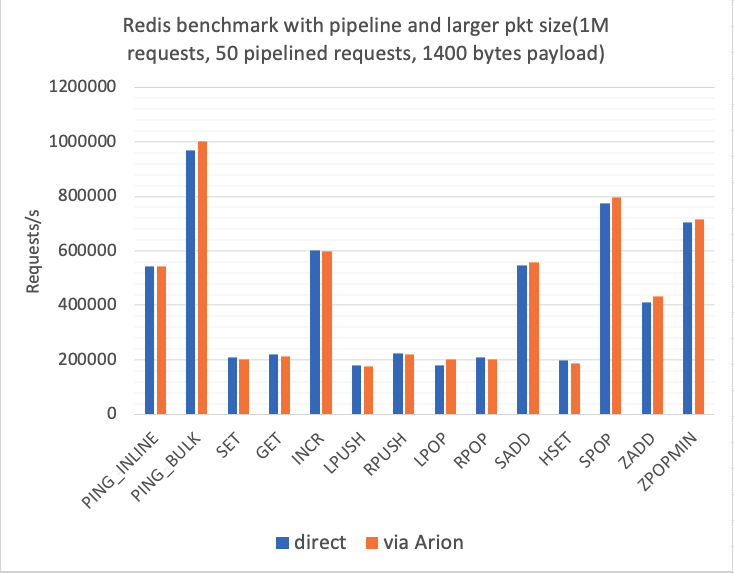 Redis benchmark with pipeline and larger pkt size(1M
requests, 50 pipelined requests, 1400 bytes payload)
1200000
1000000
800000
600000
400000
200000
0
Requests/s
PING_INLINE
PING_BULK
SET
GET
INCR
LPUSH
RPUSH
LPOP
RPOP
SADD
HSET
SPOP
ZADD
ZPOPMIN
direct
via Arion